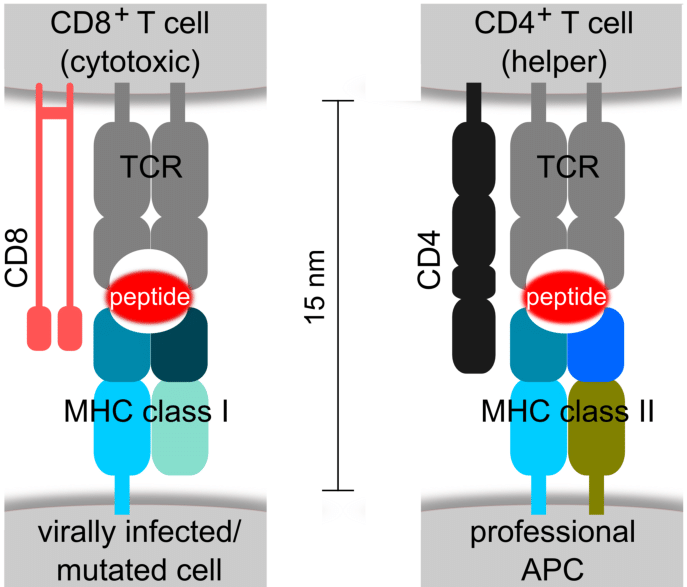 CD8⁺ T cell
(cytotoxic)
TCR
CD8
peptide
MHC class I
virally infected/
mutated cell
15 nm
CD4⁺ T cell
(helper)
TCR
CD4
peptide
MHC class II
professional
APC